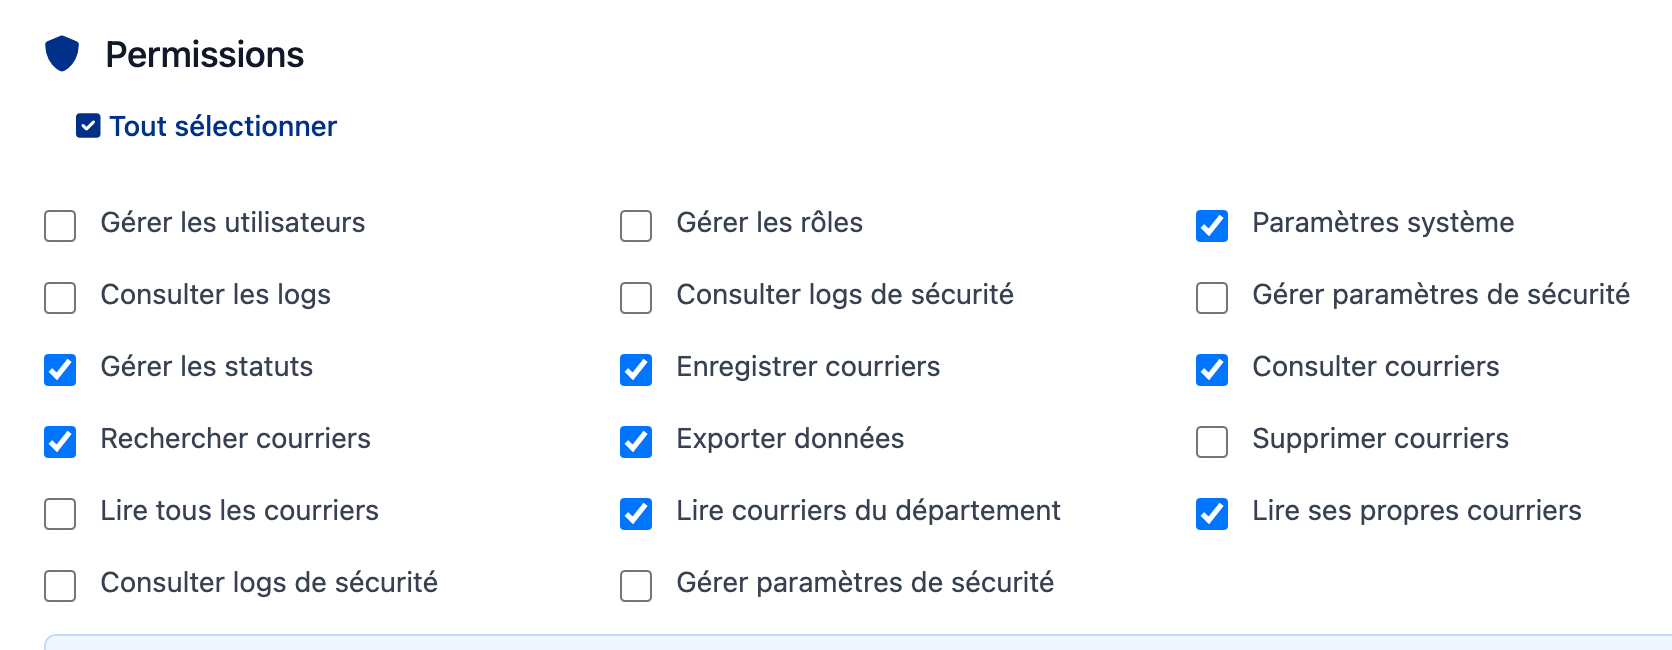 Permissions
Tout sélectionner
Gérer les utilisateurs
Gérer les rôles
Paramètres système
Consulter les logs
Consulter logs de sécurité
Gérer paramètres de sécurité
Gérer les statuts
Enregistrer courriers
Consulter courriers
Rechercher courriers
Exporter données
Supprimer courriers
Lire tous les courriers
Lire courriers du département
Lire ses propres courriers
Consulter logs de sécurité
Gérer paramètres de sécurité